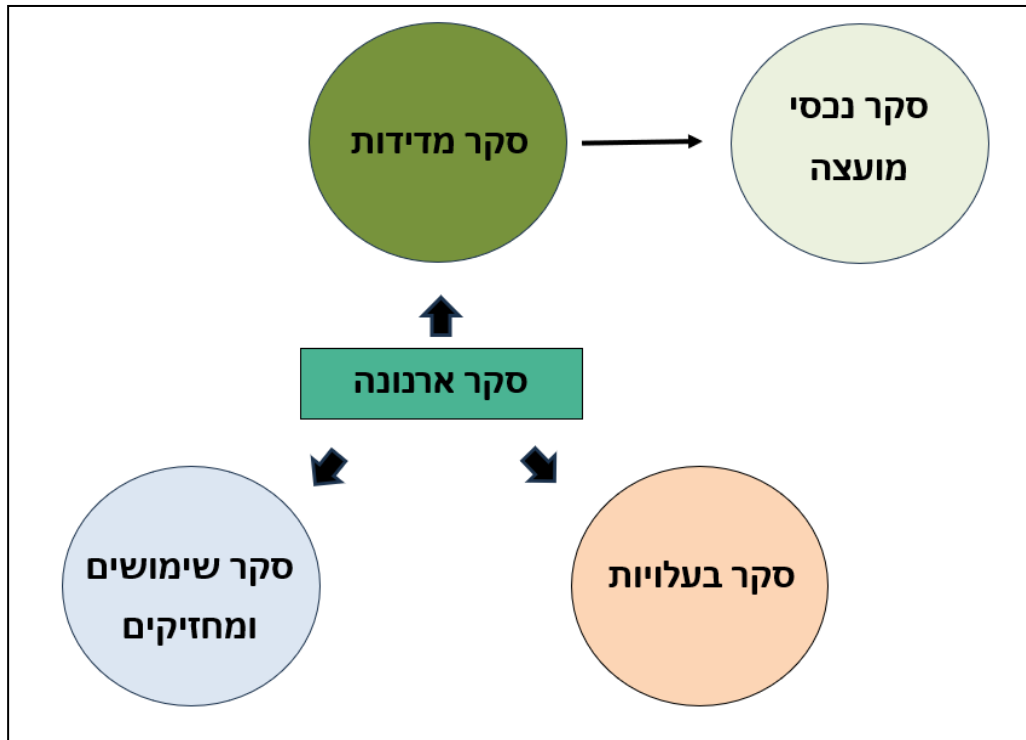 סקר נכסי
מועצה
סקר מדידות
סקר ארנונה
סקר בעלויות
סקר שימושים
ומחזיקים